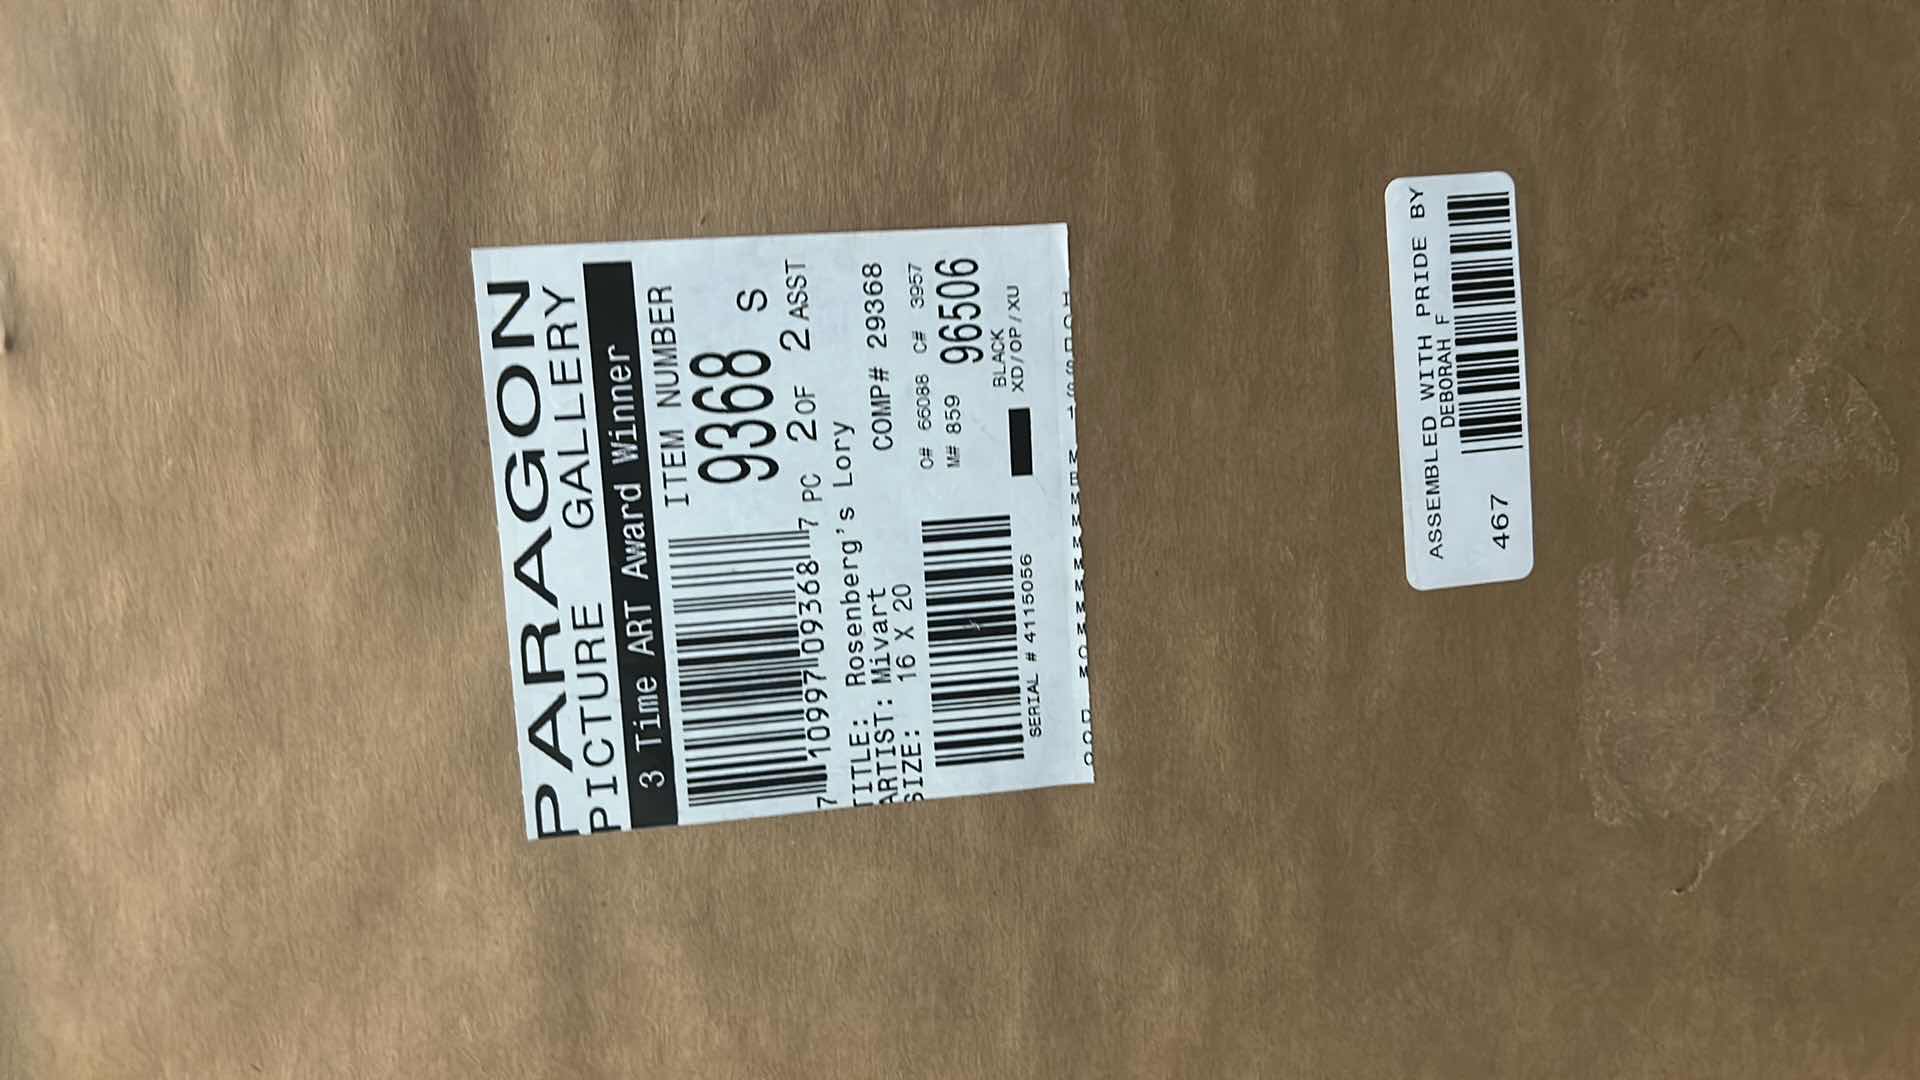 PARAGON
PICTURE GALLERY
3 Time ART Award Winner
ITEM NUMBER
9368 S
7 10997 09368 7 PC 2 OF 2 ASST
TITLE: Rosenberg's Lory
ARTIST: Mivart COMP# 29368
SIZE: 16 X 20
O# 66088 C# 3957
M# 859 96506
BLACK
XD/OP/XU
SERIAL # 4115056
ASSEMBLED WITH PRIDE BY
DEBORAH F
467